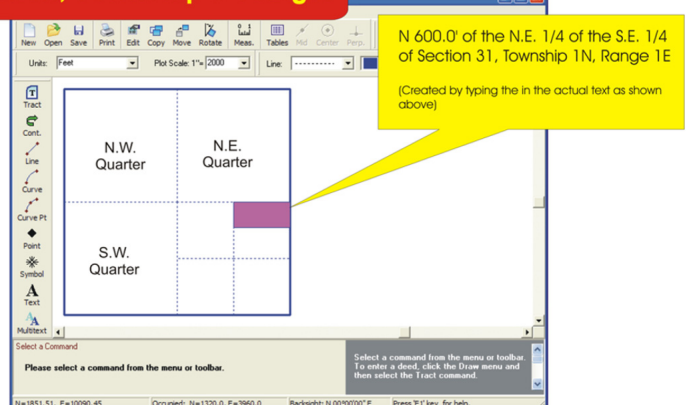 N 600.0' of the N.E. 1/4 of the S.E. 1/4
of Section 31, Township 1N, Range 1E
(Created by typing the in the actual text as shown
above)
New Open Save Print Edit Copy Move Rotate Meas. Tables Mid Center Perp.
Units: Feet Plot Scale: 1"= 2000 Line:
Tract
Cont.
Line
Curve
Curve Pt
Point
Symbol
A
Text
Multitext
N.W.
Quarter
N.E.
Quarter
S.W.
Quarter
Select a Command
Please select a command from the menu or toolbar.
Select a command from the menu or toolbar.
To enter a deed, click the Draw menu and
then select the Tract command.
N=1851.51 E=10090.45 Occupied: N=1320.0 E=3960.0 Backsight: N 00°00'00" E Press 'F1' key for help.